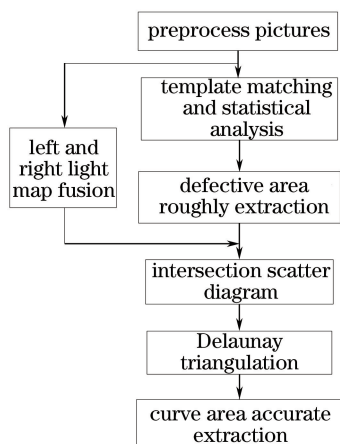 preprocess pictures
template matching
and statistical
analysis
left and
right light
map fusion
defective area
roughly extraction
intersection scatter
diagram
Delaunay
triangulation
curve area accurate
extraction